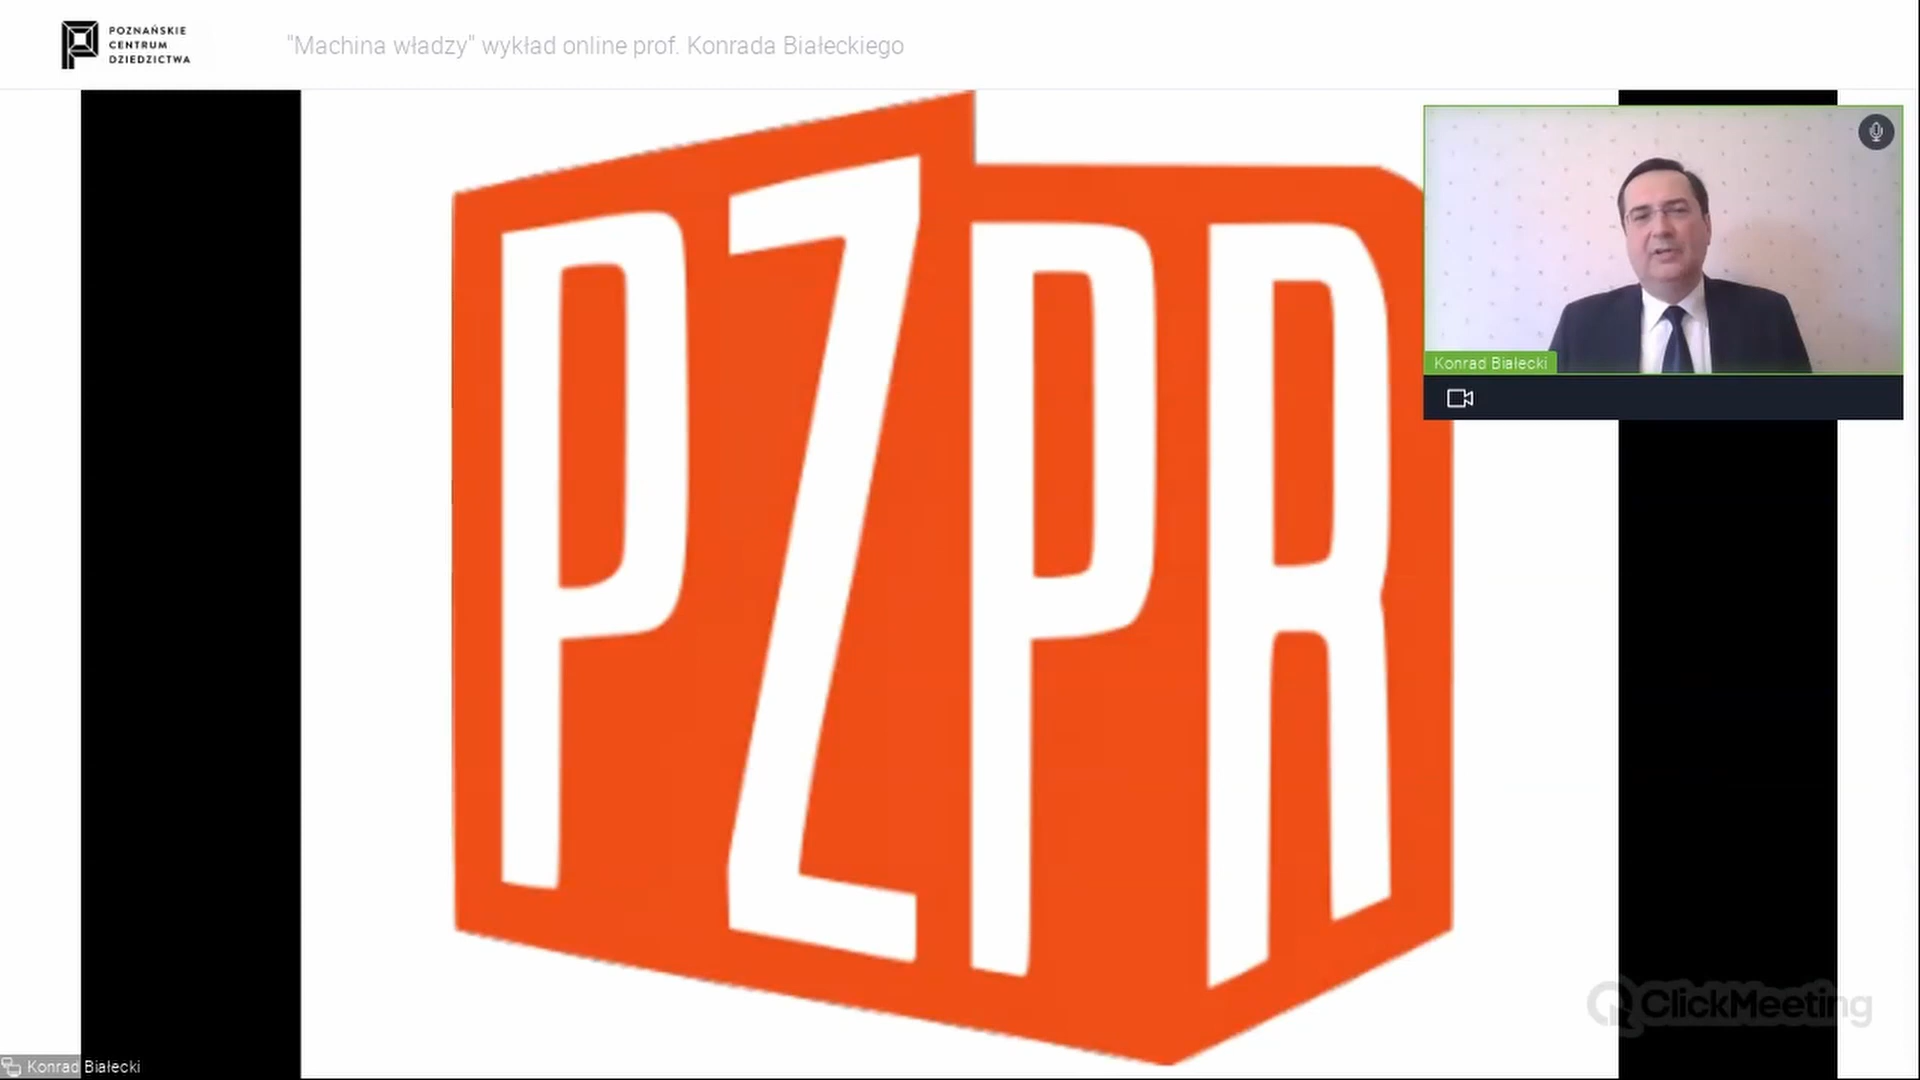 POZNAŃSKIE
CENTRUM
DZIEDZICTWA
"Machina władzy" wykład online prof. Konrada Białeckiego
PZPR
Konrad Białecki
ClickMeeting
Konrad Białecki